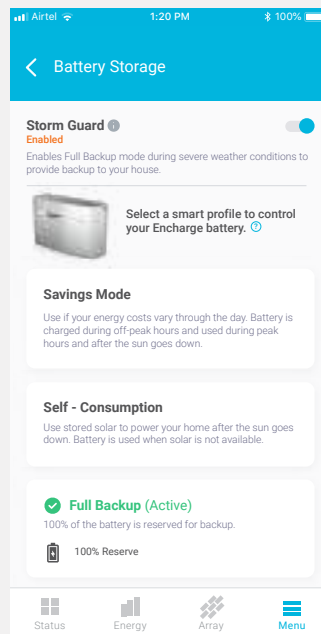 Airtel 1:20 PM 100%
Battery Storage
Storm Guard
Enabled
Enables Full Backup mode during severe weather conditions to
provide backup to your house.
Select a smart profile to control
your Encharge battery.
Savings Mode
Use if your energy costs vary through the day. Battery is
charged during off-peak hours and used during peak
hours and after the sun goes down.
Self - Consumption
Use stored solar to power your home after the sun goes
down. Battery is used when solar is not available.
Full Backup (Active)
100% of the battery is reserved for backup.
100% Reserve
Status Energy Array Menu